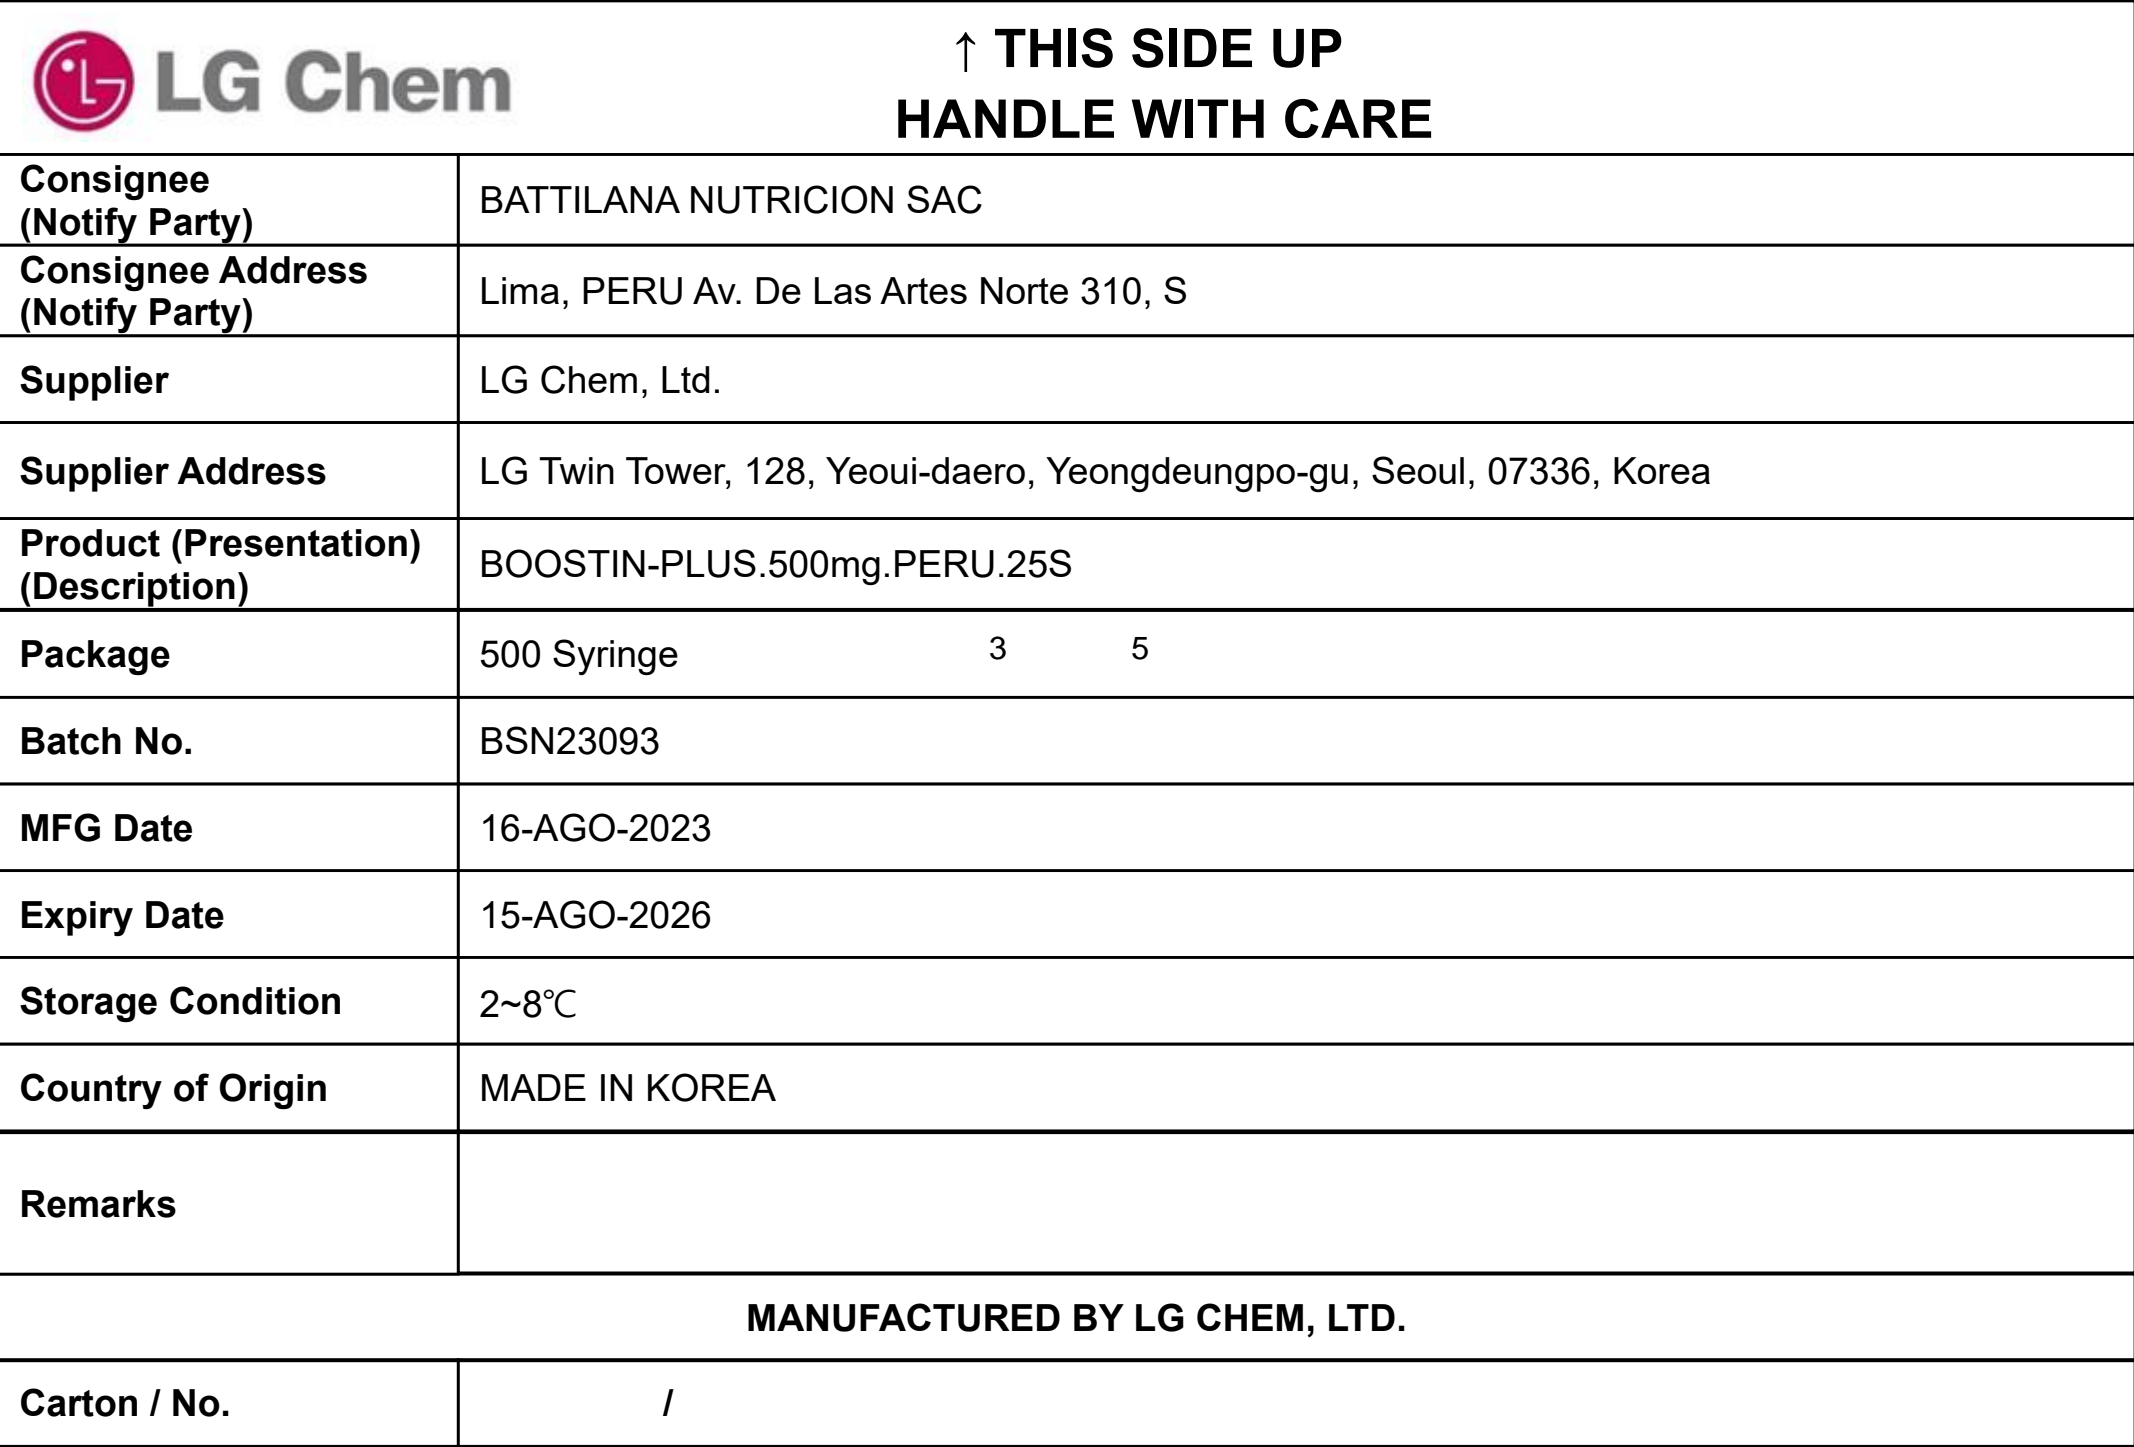 LG Chem
↑ THIS SIDE UP
HANDLE WITH CARE
Consignee
(Notify Party)
BATTILANA NUTRICION SAC
Consignee Address
(Notify Party)
Lima, PERU Av. De Las Artes Norte 310, S
Supplier
LG Chem, Ltd.
Supplier Address
LG Twin Tower, 128, Yeoui-daero, Yeongdeungpo-gu, Seoul, 07336, Korea
Product (Presentation)
(Description)
BOOSTIN-PLUS.500mg.PERU.25S
Package
500 Syringe 3 5
Batch No.
BSN23093
MFG Date
16-AGO-2023
Expiry Date
15-AGO-2026
Storage Condition
2~8℃
Country of Origin
MADE IN KOREA
Remarks
MANUFACTURED BY LG CHEM, LTD.
Carton / No.
/